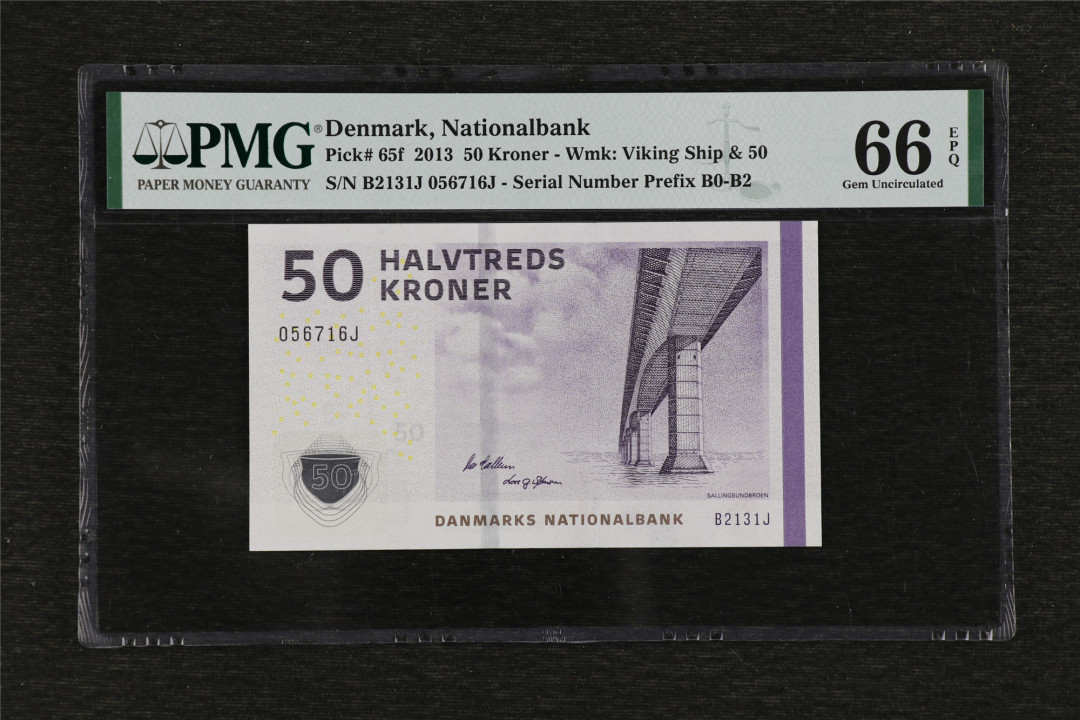 PMG®
PAPER MONEY GUARANTY
Denmark, Nationalbank
Pick# 65f 2013 50 Kroner - Wmk: Viking Ship & 50
S/N B2131J 056716J - Serial Number Prefix B0-B2
66
EPQ
Gem Uncirculated
50 HALVTREDS
KRONER
056716J
50
50
SALLINGSUNDBROEN
DANMARKS NATIONALBANK
B2131J